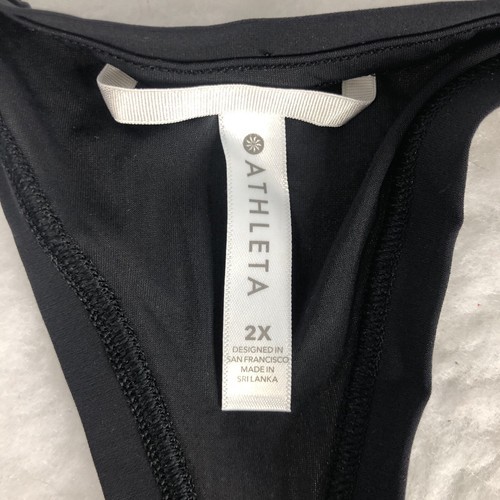 ATHLETA
2X
DESIGNED IN
SAN FRANCISCO
MADE IN
SRI LANKA